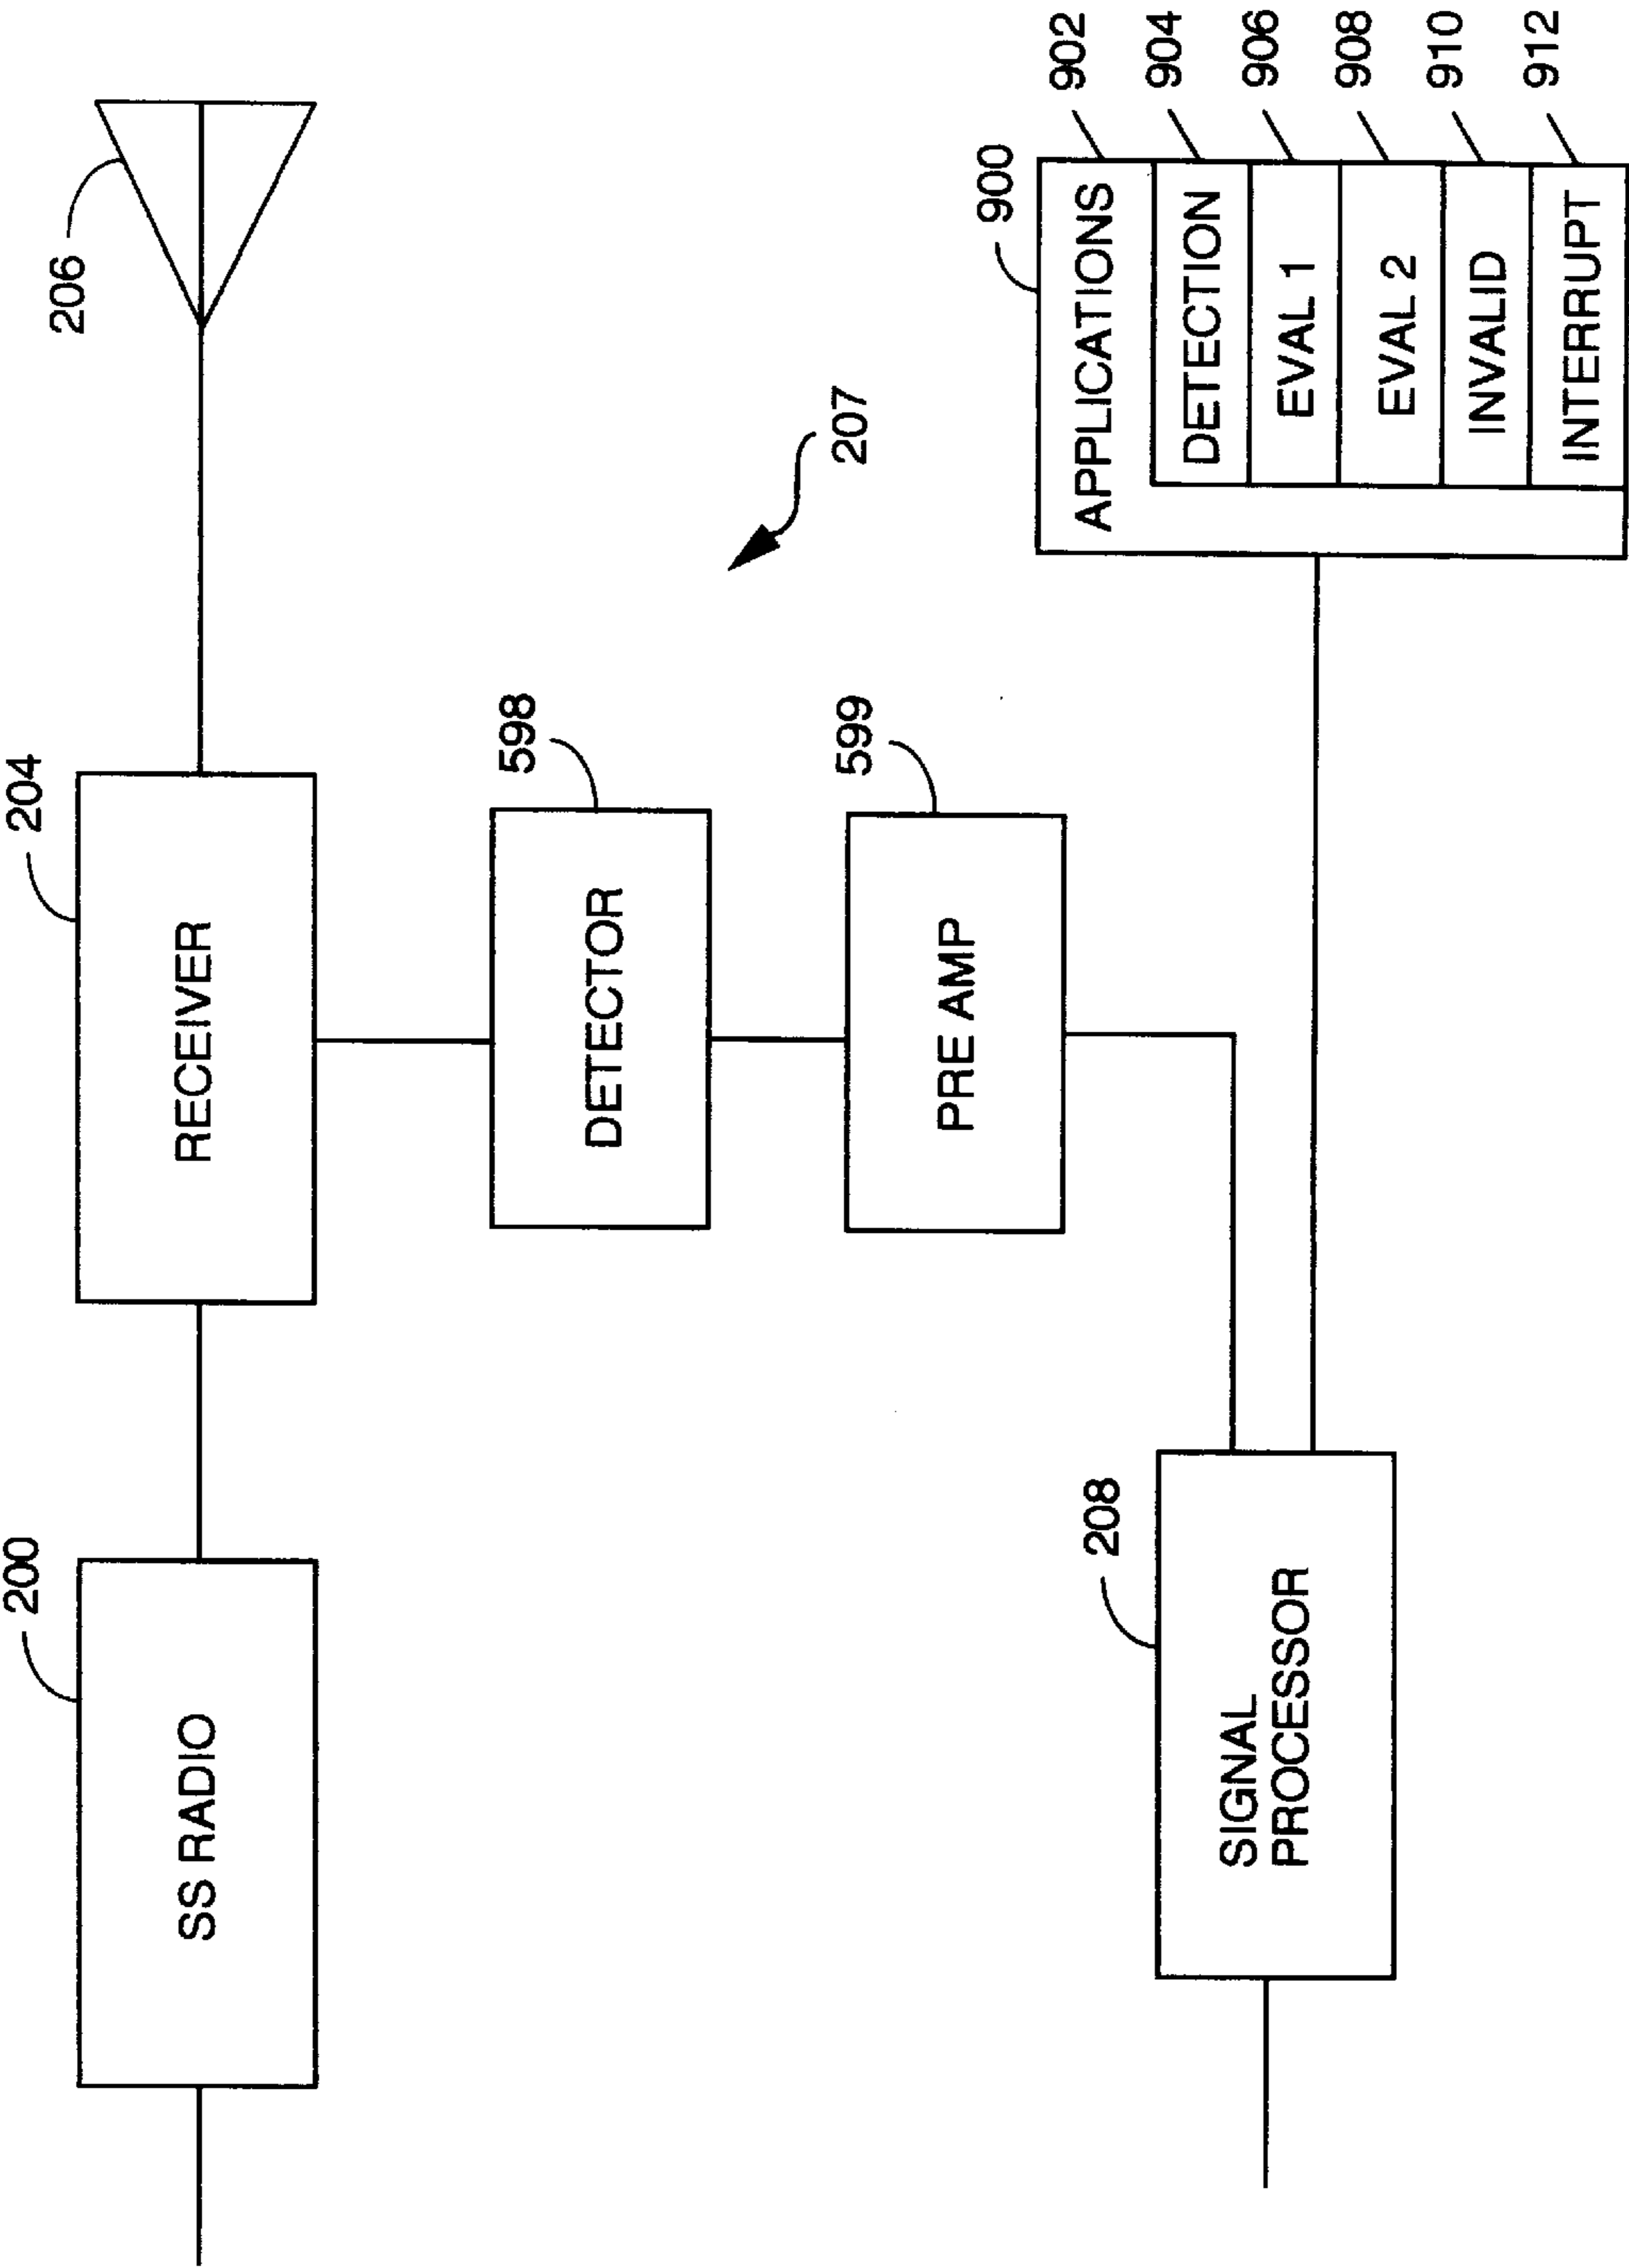 200
SS RADIO
204
RECEIVER
206
598
DETECTOR
207
599
PRE AMP
208
SIGNAL
PROCESSOR
900
APPLICATIONS
902
DETECTION
904
EVAL 1
906
EVAL 2
908
INVALID
910
INTERRUPT
912